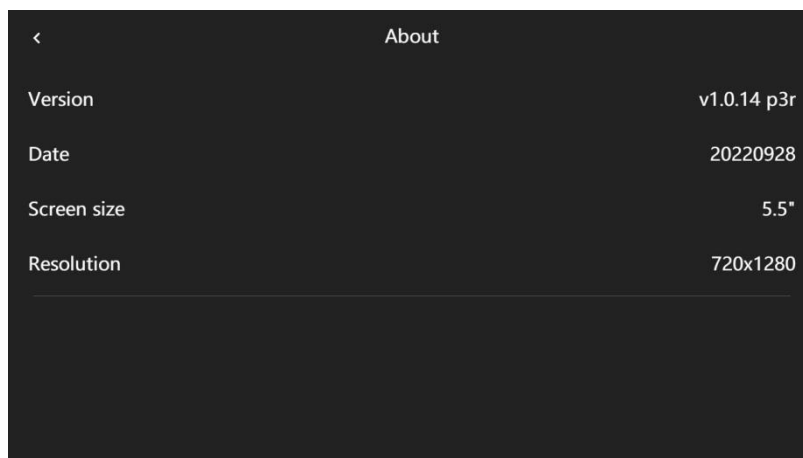 < About
Version v1.0.14 p3r
Date 20220928
Screen size 5.5"
Resolution 720x1280